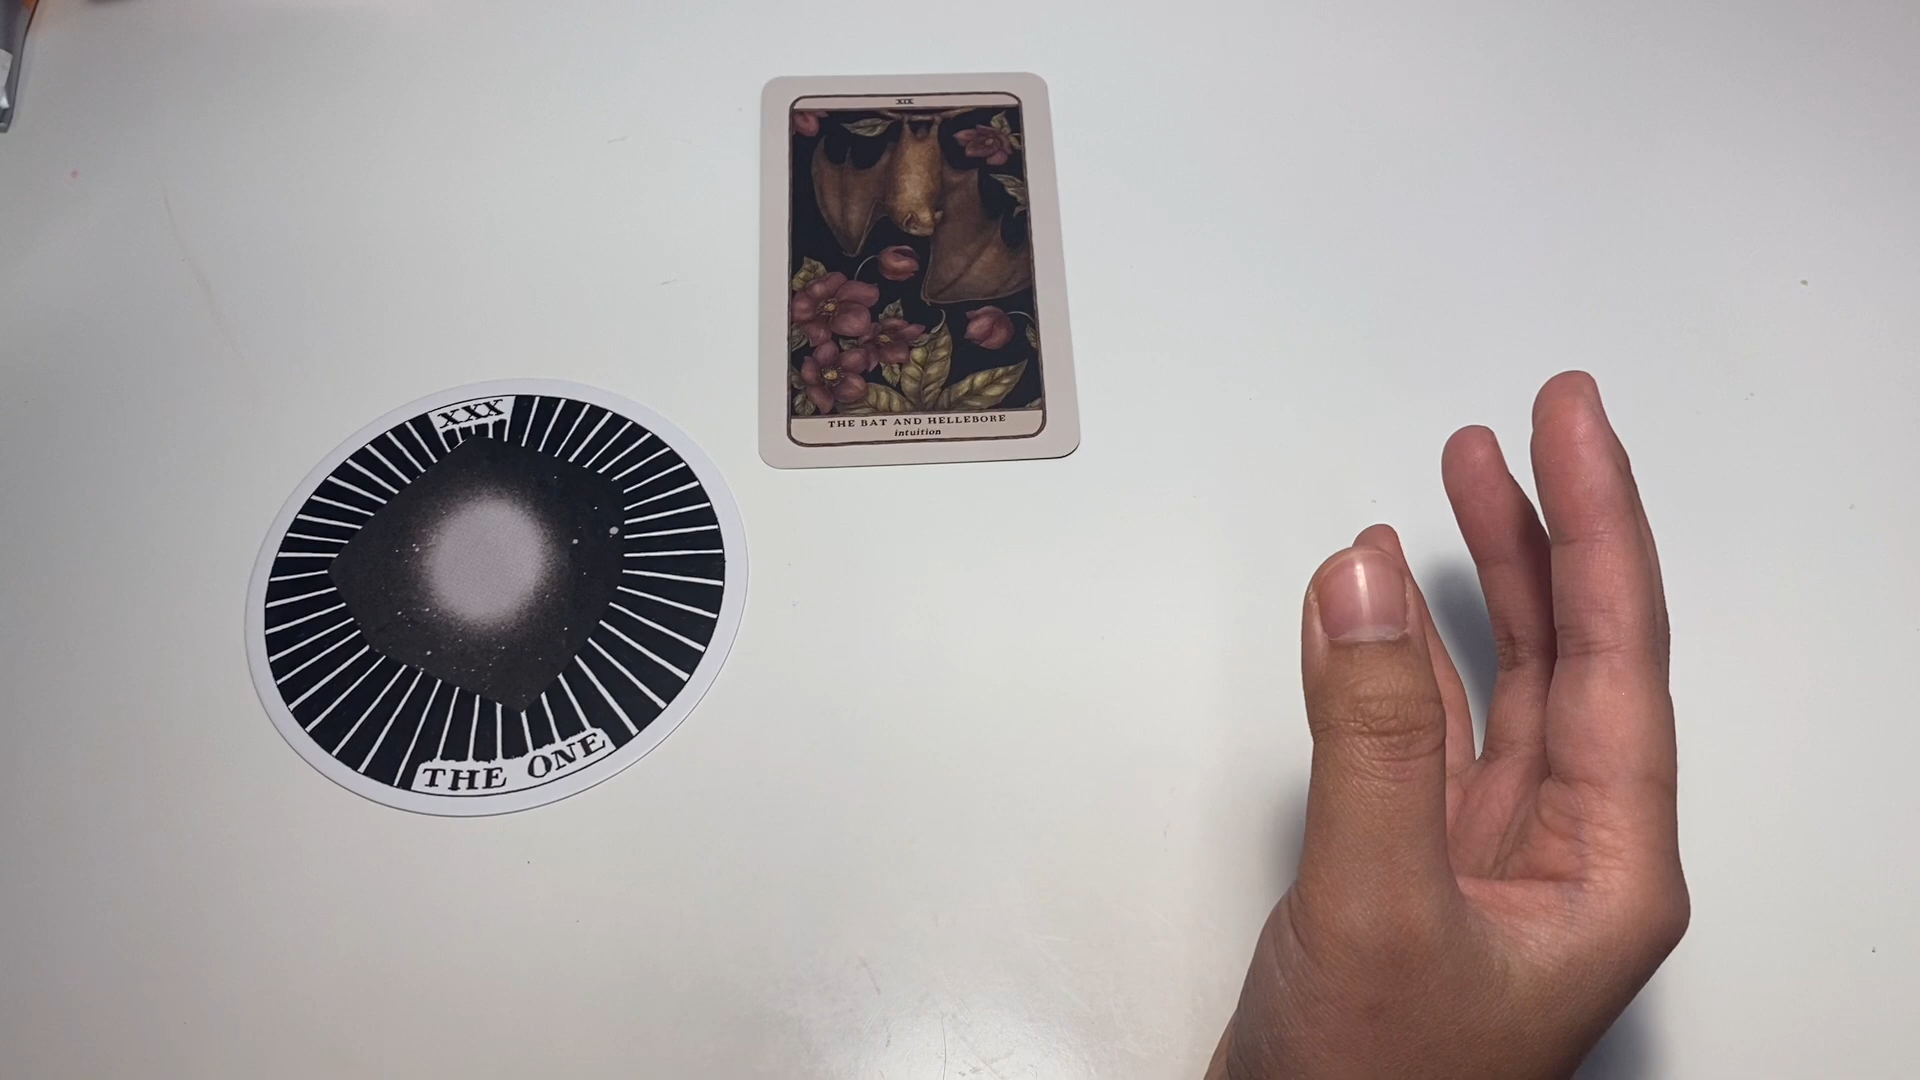 XIX
THE BAT AND HELLEBORE
intuition
XXX
THE ONE